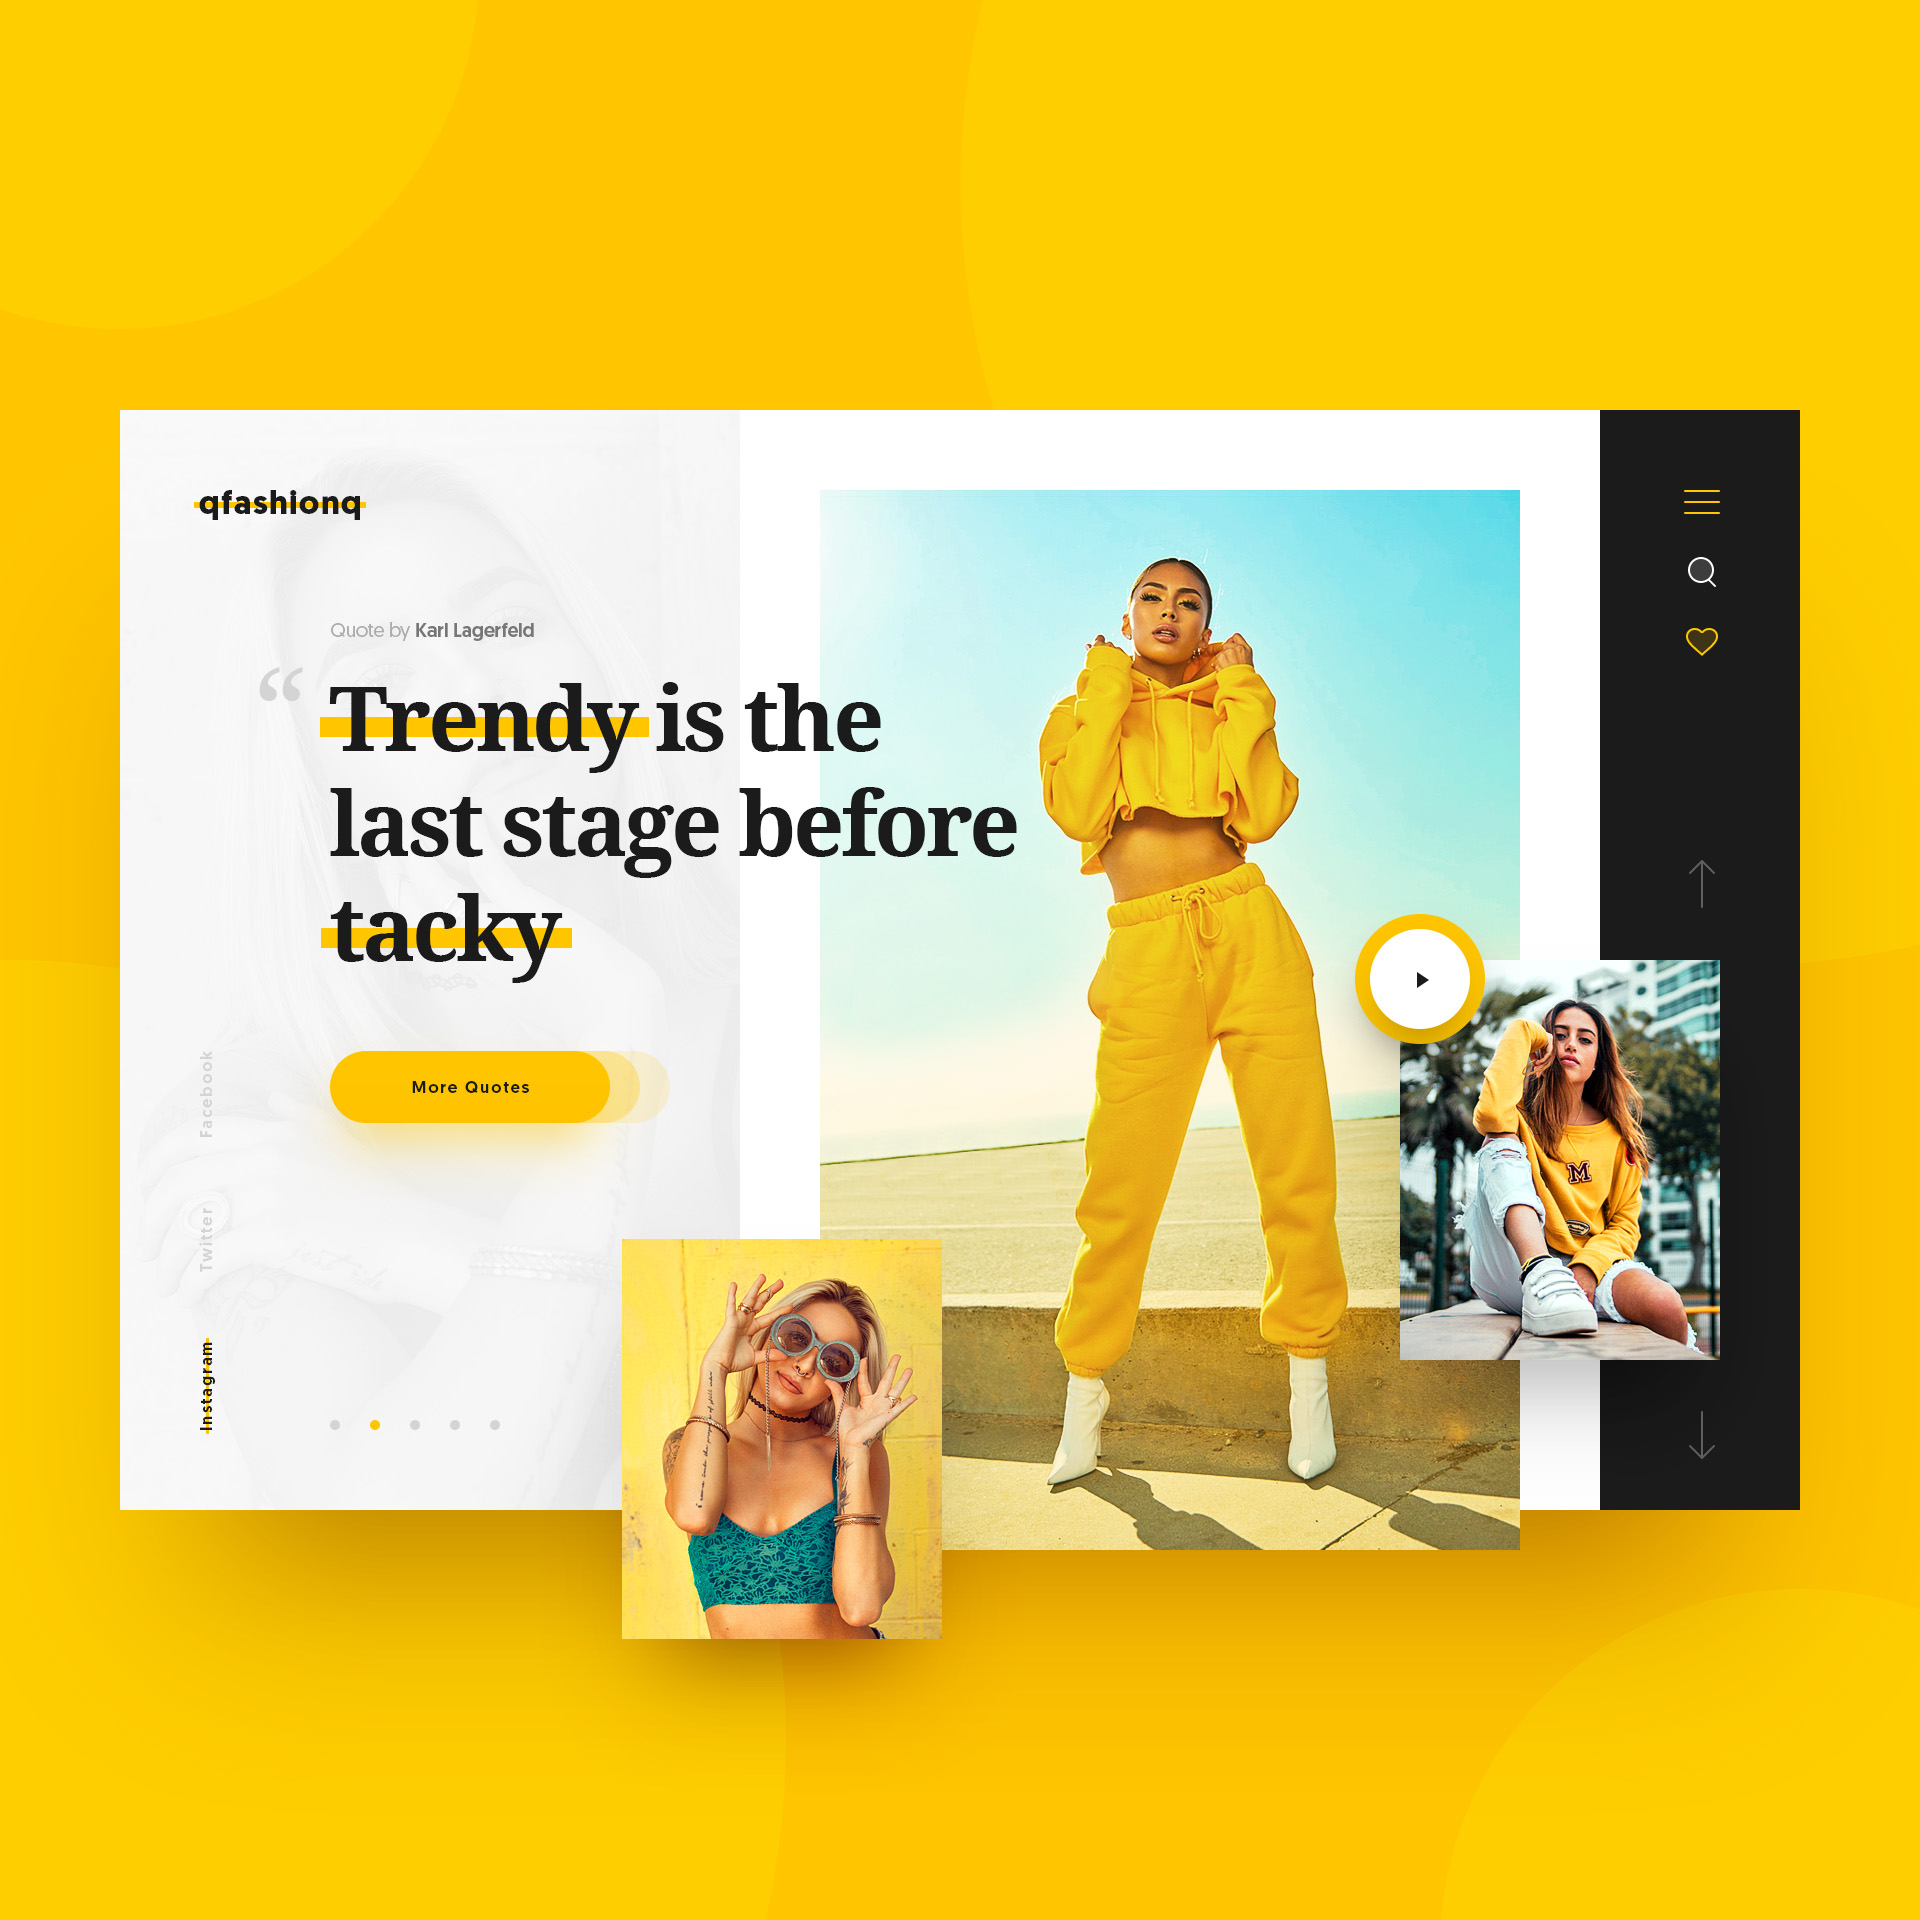 qfashionq
Quote by Karl Lagerfeld
“
Trendy is the
last stage before
tacky
More Quotes
Facebook
Twitter
Instagram
M